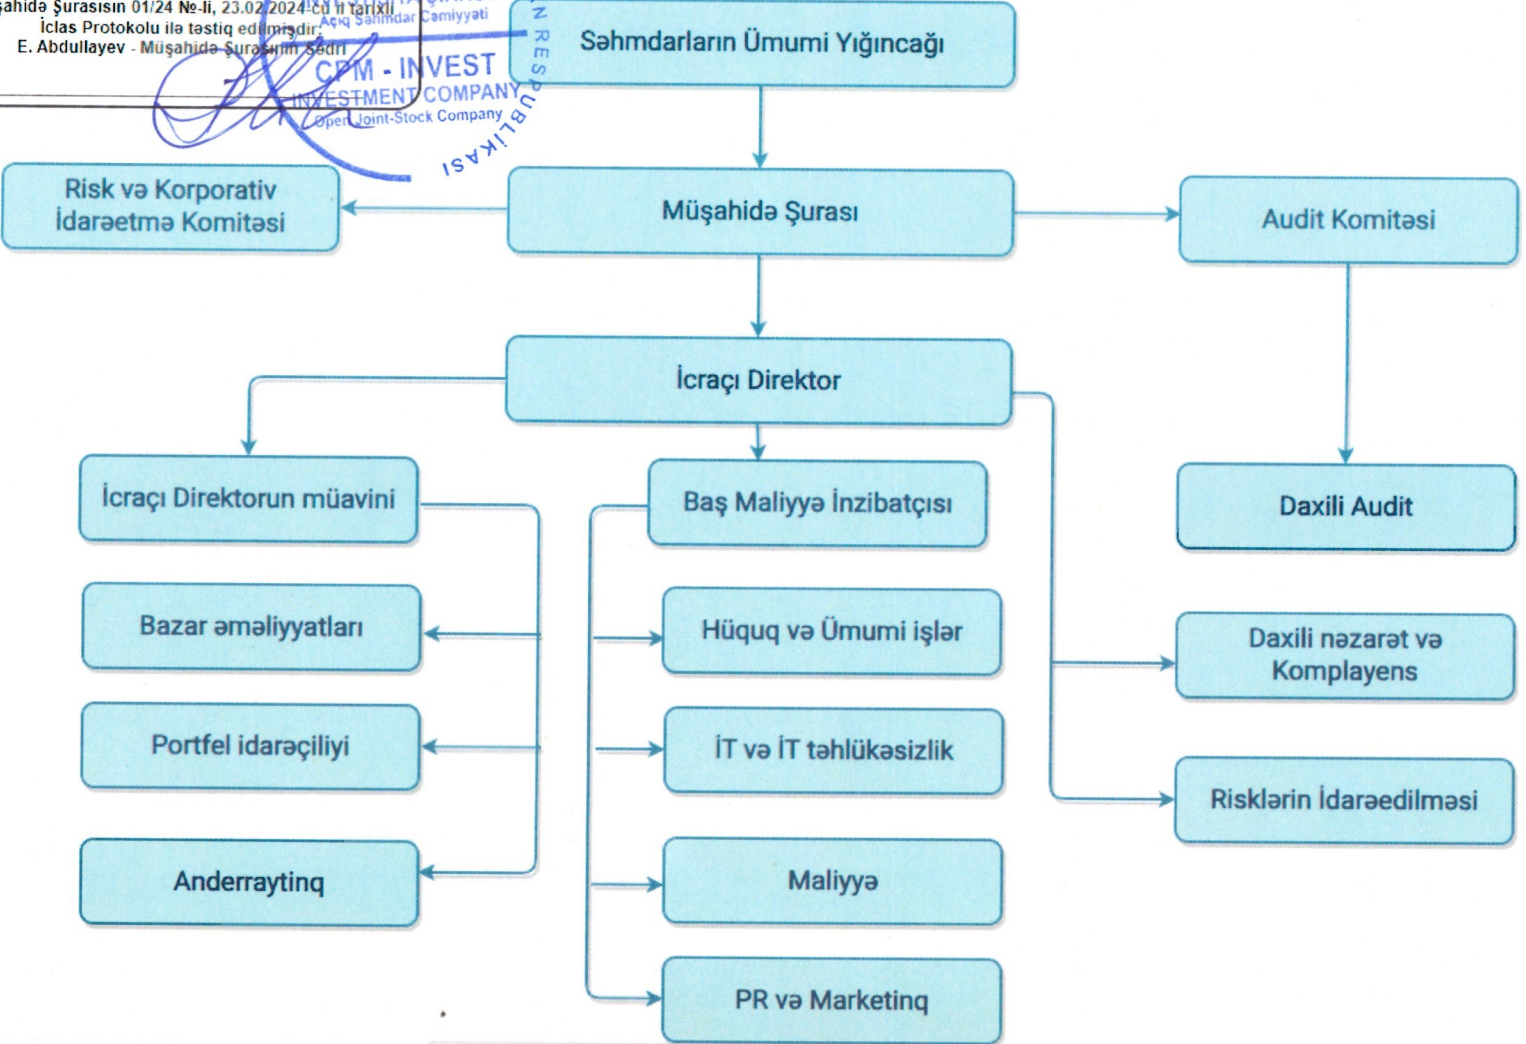 Şurasısın 01/24 №-li, 23.02.2024-cü il tarixli
İclas Protokolu ilə təstiq edilmişdir:
E. Abdullayev - Müşahidə Şurasının Sədri
Açıq Səhmdar Cəmiyyəti
CPM - INVEST
INVESTMENT COMPANY
Open Joint-Stock Company
RESPUBLİKASI
Səhmdarların Ümumi Yığıncağı
Risk və Korporativ
İdarəetmə Komitəsi
Müşahidə Şurası
Audit Komitəsi
İcraçı Direktor
İcraçı Direktorun müavini
Baş Maliyyə İnzibatçısı
Daxili Audit
Bazar əməliyyatları
Hüquq və Ümumi işlər
Daxili nəzarət və
Komplayens
Portfel idarəçiliyi
İT və İT təhlükəsizlik
Risklərin İdarəedilməsi
Anderraytinq
Maliyyə
PR və Marketinq